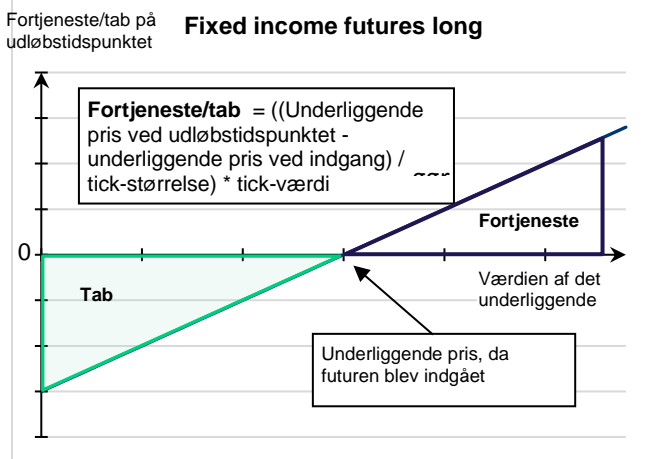 Fortjeneste/tab på
udløbstidspunktet
Fixed income futures long
Fortjeneste/tab = ((Underliggende
pris ved udløbstidspunktet -
underliggende pris ved indgang) /
tick-størrelse) * tick-værdi
Fortjeneste
0
Værdien af det
underliggende
Tab
Underliggende pris, da
futuren blev indgået